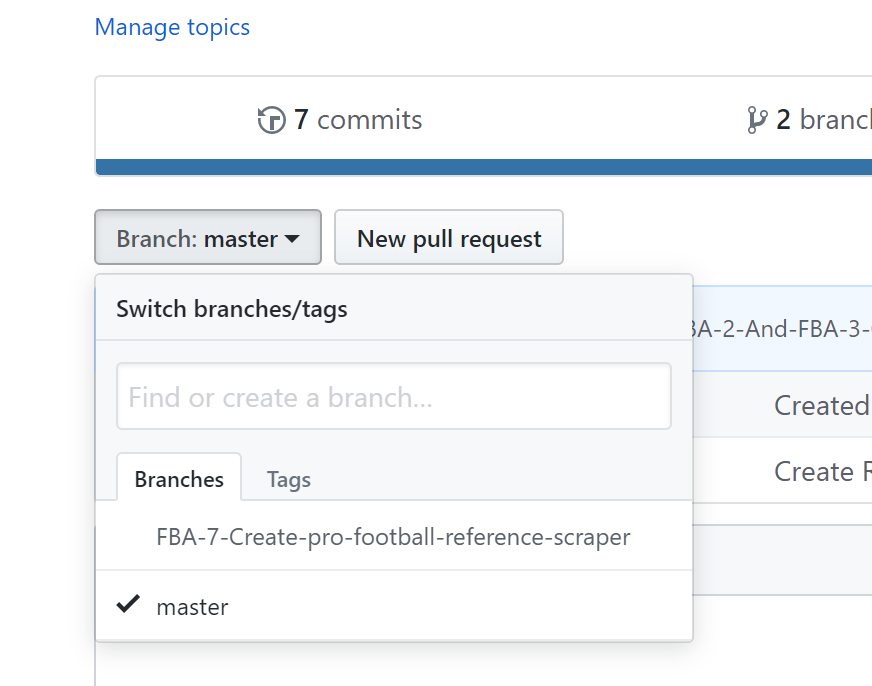 Manage topics
7 commits
2 branch
Branch: master
New pull request
Switch branches/tags
BA-2-And-FBA-3-
Find or create a branch...
Created
Branches
Tags
Create
FBA-7-Create-pro-football-reference-scraper
master